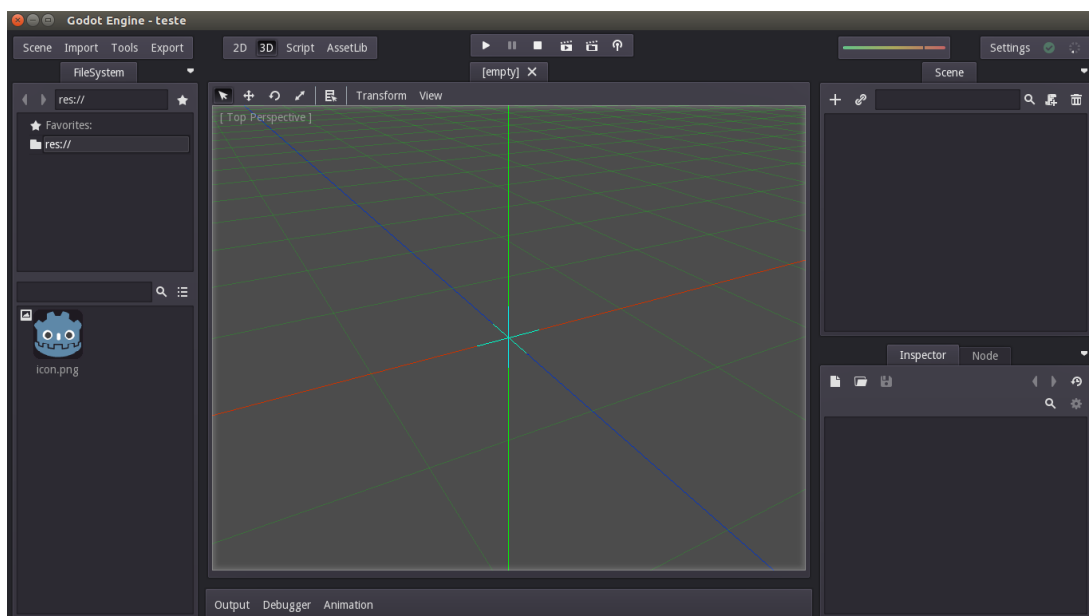 Godot Engine - teste
Scene Import Tools Export 2D 3D Script AssetLib Settings
FileSystem [empty] Scene
res:// Transform View
[ Top Perspective ]
Favorites:
res://
Inspector Node
icon.png
Output Debugger Animation